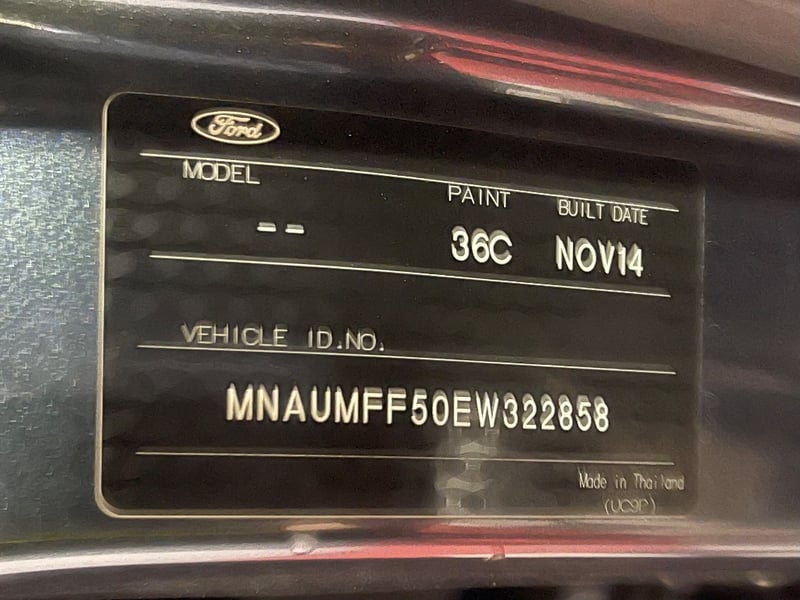 Ford
MODEL PAINT BUILT DATE
-- 36C NOV14
VEHICLE ID.NO.
MNAUMFF50EW322858
Made in Thailand
(UC9P)